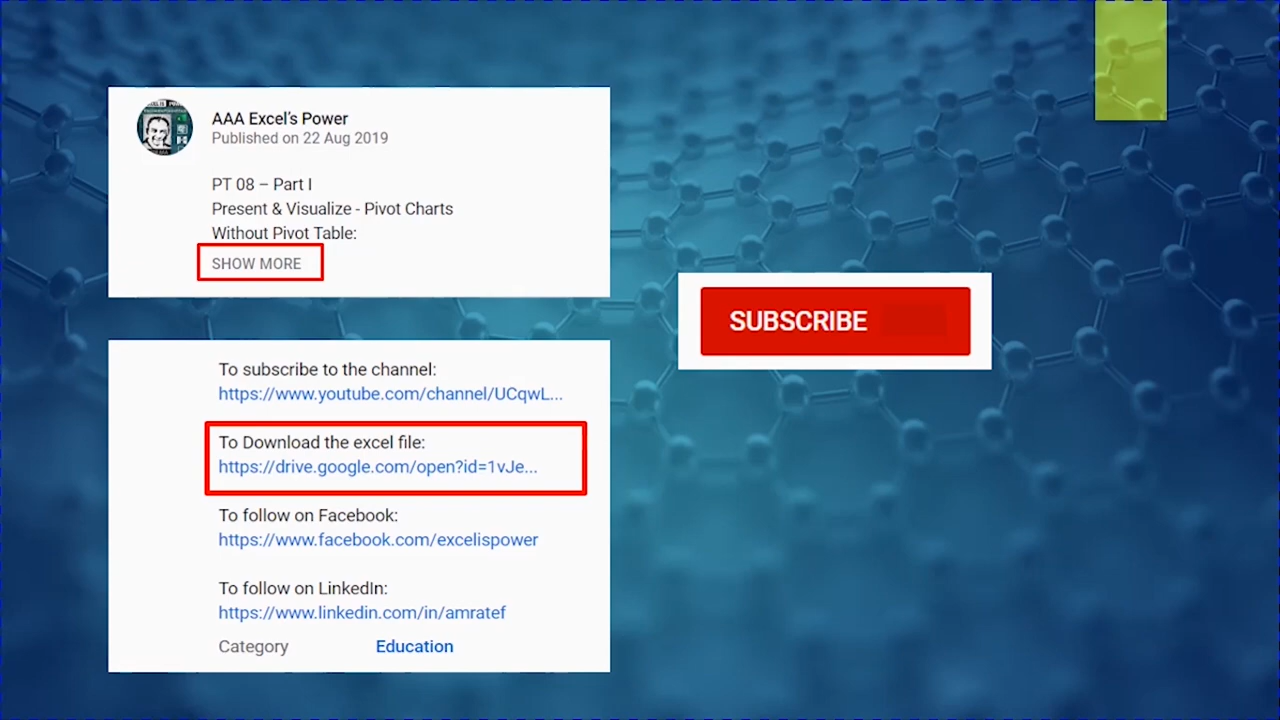 AAA Excel's Power
Published on 22 Aug 2019
PT 08 – Part I
Present & Visualize - Pivot Charts
Without Pivot Table:
SHOW MORE
SUBSCRIBE
To subscribe to the channel:
https://www.youtube.com/channel/UCqwL...
To Download the excel file:
https://drive.google.com/open?id=1vJe...
To follow on Facebook:
https://www.facebook.com/excelispower
To follow on LinkedIn:
https://www.linkedin.com/in/amratef
Category Education